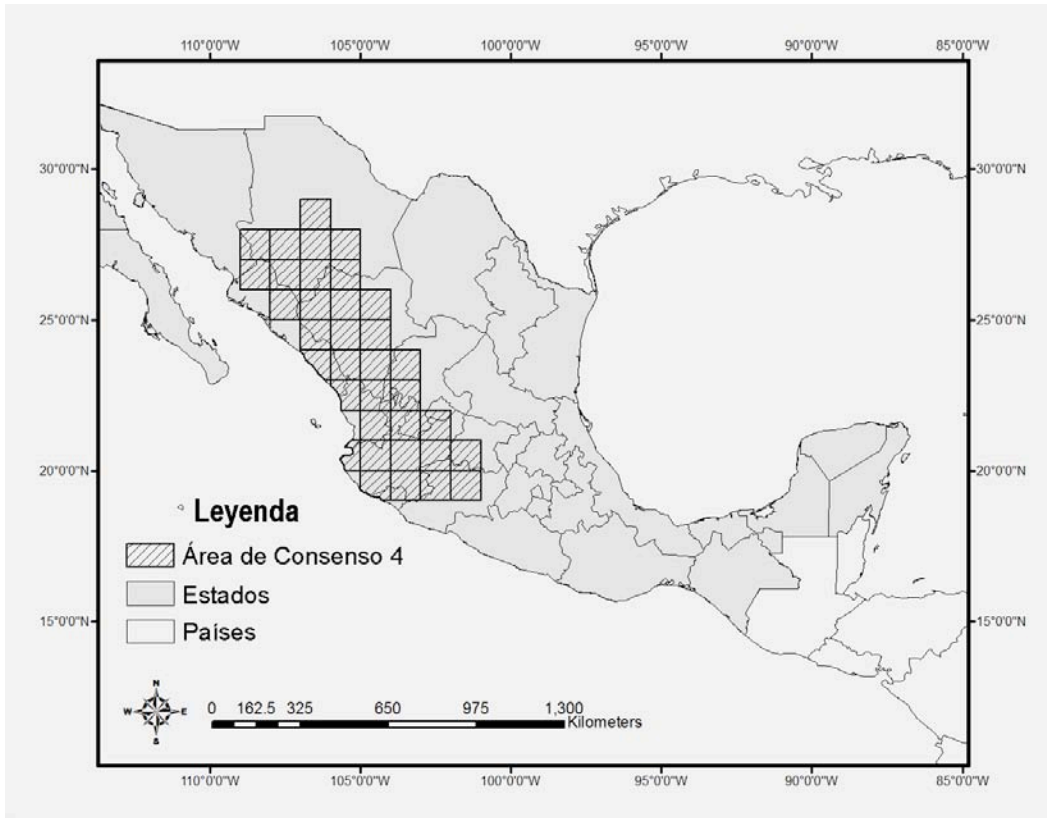 110°0'0"W 105°0'0"W 100°0'0"W 95°0'0"W 90°0'0"W 85°0'0"W
30°0'0"N 30°0'0"N
25°0'0"N 25°0'0"N
20°0'0"N 20°0'0"N
Leyenda
Área de Consenso 4
Estados
Países
15°0'0"N 15°0'0"N
N
W E
S
0 162.5 325 650 975 1,300
Kilometers
110°0'0"W 105°0'0"W 100°0'0"W 95°0'0"W 90°0'0"W 85°0'0"W